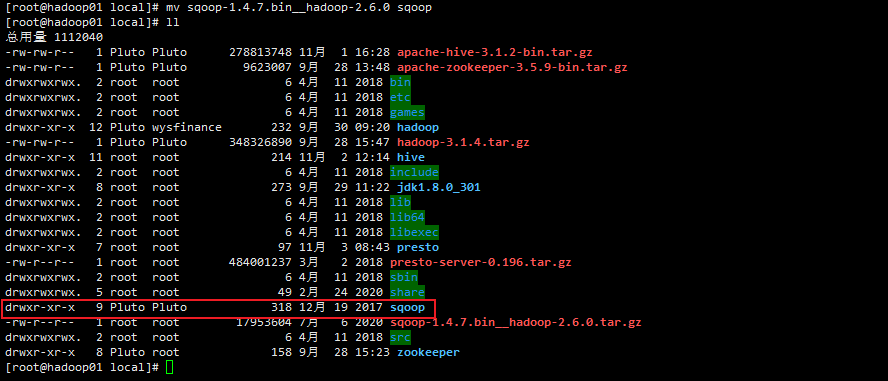 [root@hadoop01 local]# mv sqoop-1.4.7.bin__hadoop-2.6.0 sqoop
[root@hadoop01 local]# ll
总用量 1112040
-rw-rw-r-- 1 Pluto Pluto 278813748 11月 1 16:28 apache-hive-3.1.2-bin.tar.gz
-rw-rw-r-- 1 Pluto Pluto 9623007 9月 28 13:48 apache-zookeeper-3.5.9-bin.tar.gz
drwxrwxrwx. 2 root root 6 4月 11 2018 bin
drwxrwxrwx. 2 root root 6 4月 11 2018 etc
drwxrwxrwx. 2 root root 6 4月 11 2018 games
drwxr-xr-x 12 Pluto wysfinance 232 9月 30 09:20 hadoop
-rw-rw-r-- 1 Pluto Pluto 348326890 9月 28 15:47 hadoop-3.1.4.tar.gz
drwxr-xr-x 11 root root 214 11月 2 12:14 hive
drwxrwxrwx. 2 root root 6 4月 11 2018 include
drwxr-xr-x 8 root root 273 9月 29 11:22 jdk1.8.0_301
drwxrwxrwx. 2 root root 6 4月 11 2018 lib
drwxrwxrwx. 2 root root 6 4月 11 2018 lib64
drwxrwxrwx. 2 root root 6 4月 11 2018 libexec
drwxr-xr-x 7 root root 97 11月 3 08:43 presto
-rw-r--r-- 1 root root 484001237 3月 2 2018 presto-server-0.196.tar.gz
drwxrwxrwx. 2 root root 6 4月 11 2018 sbin
drwxrwxrwx. 5 root root 49 2月 24 2020 share
drwxr-xr-x 9 Pluto Pluto 318 12月 19 2017 sqoop
-rw-r--r-- 1 root root 17953604 7月 6 2020 sqoop-1.4.7.bin__hadoop-2.6.0.tar.gz
drwxrwxrwx. 2 root root 6 4月 11 2018 src
drwxr-xr-x 8 Pluto root 158 9月 28 15:23 zookeeper
[root@hadoop01 local]#